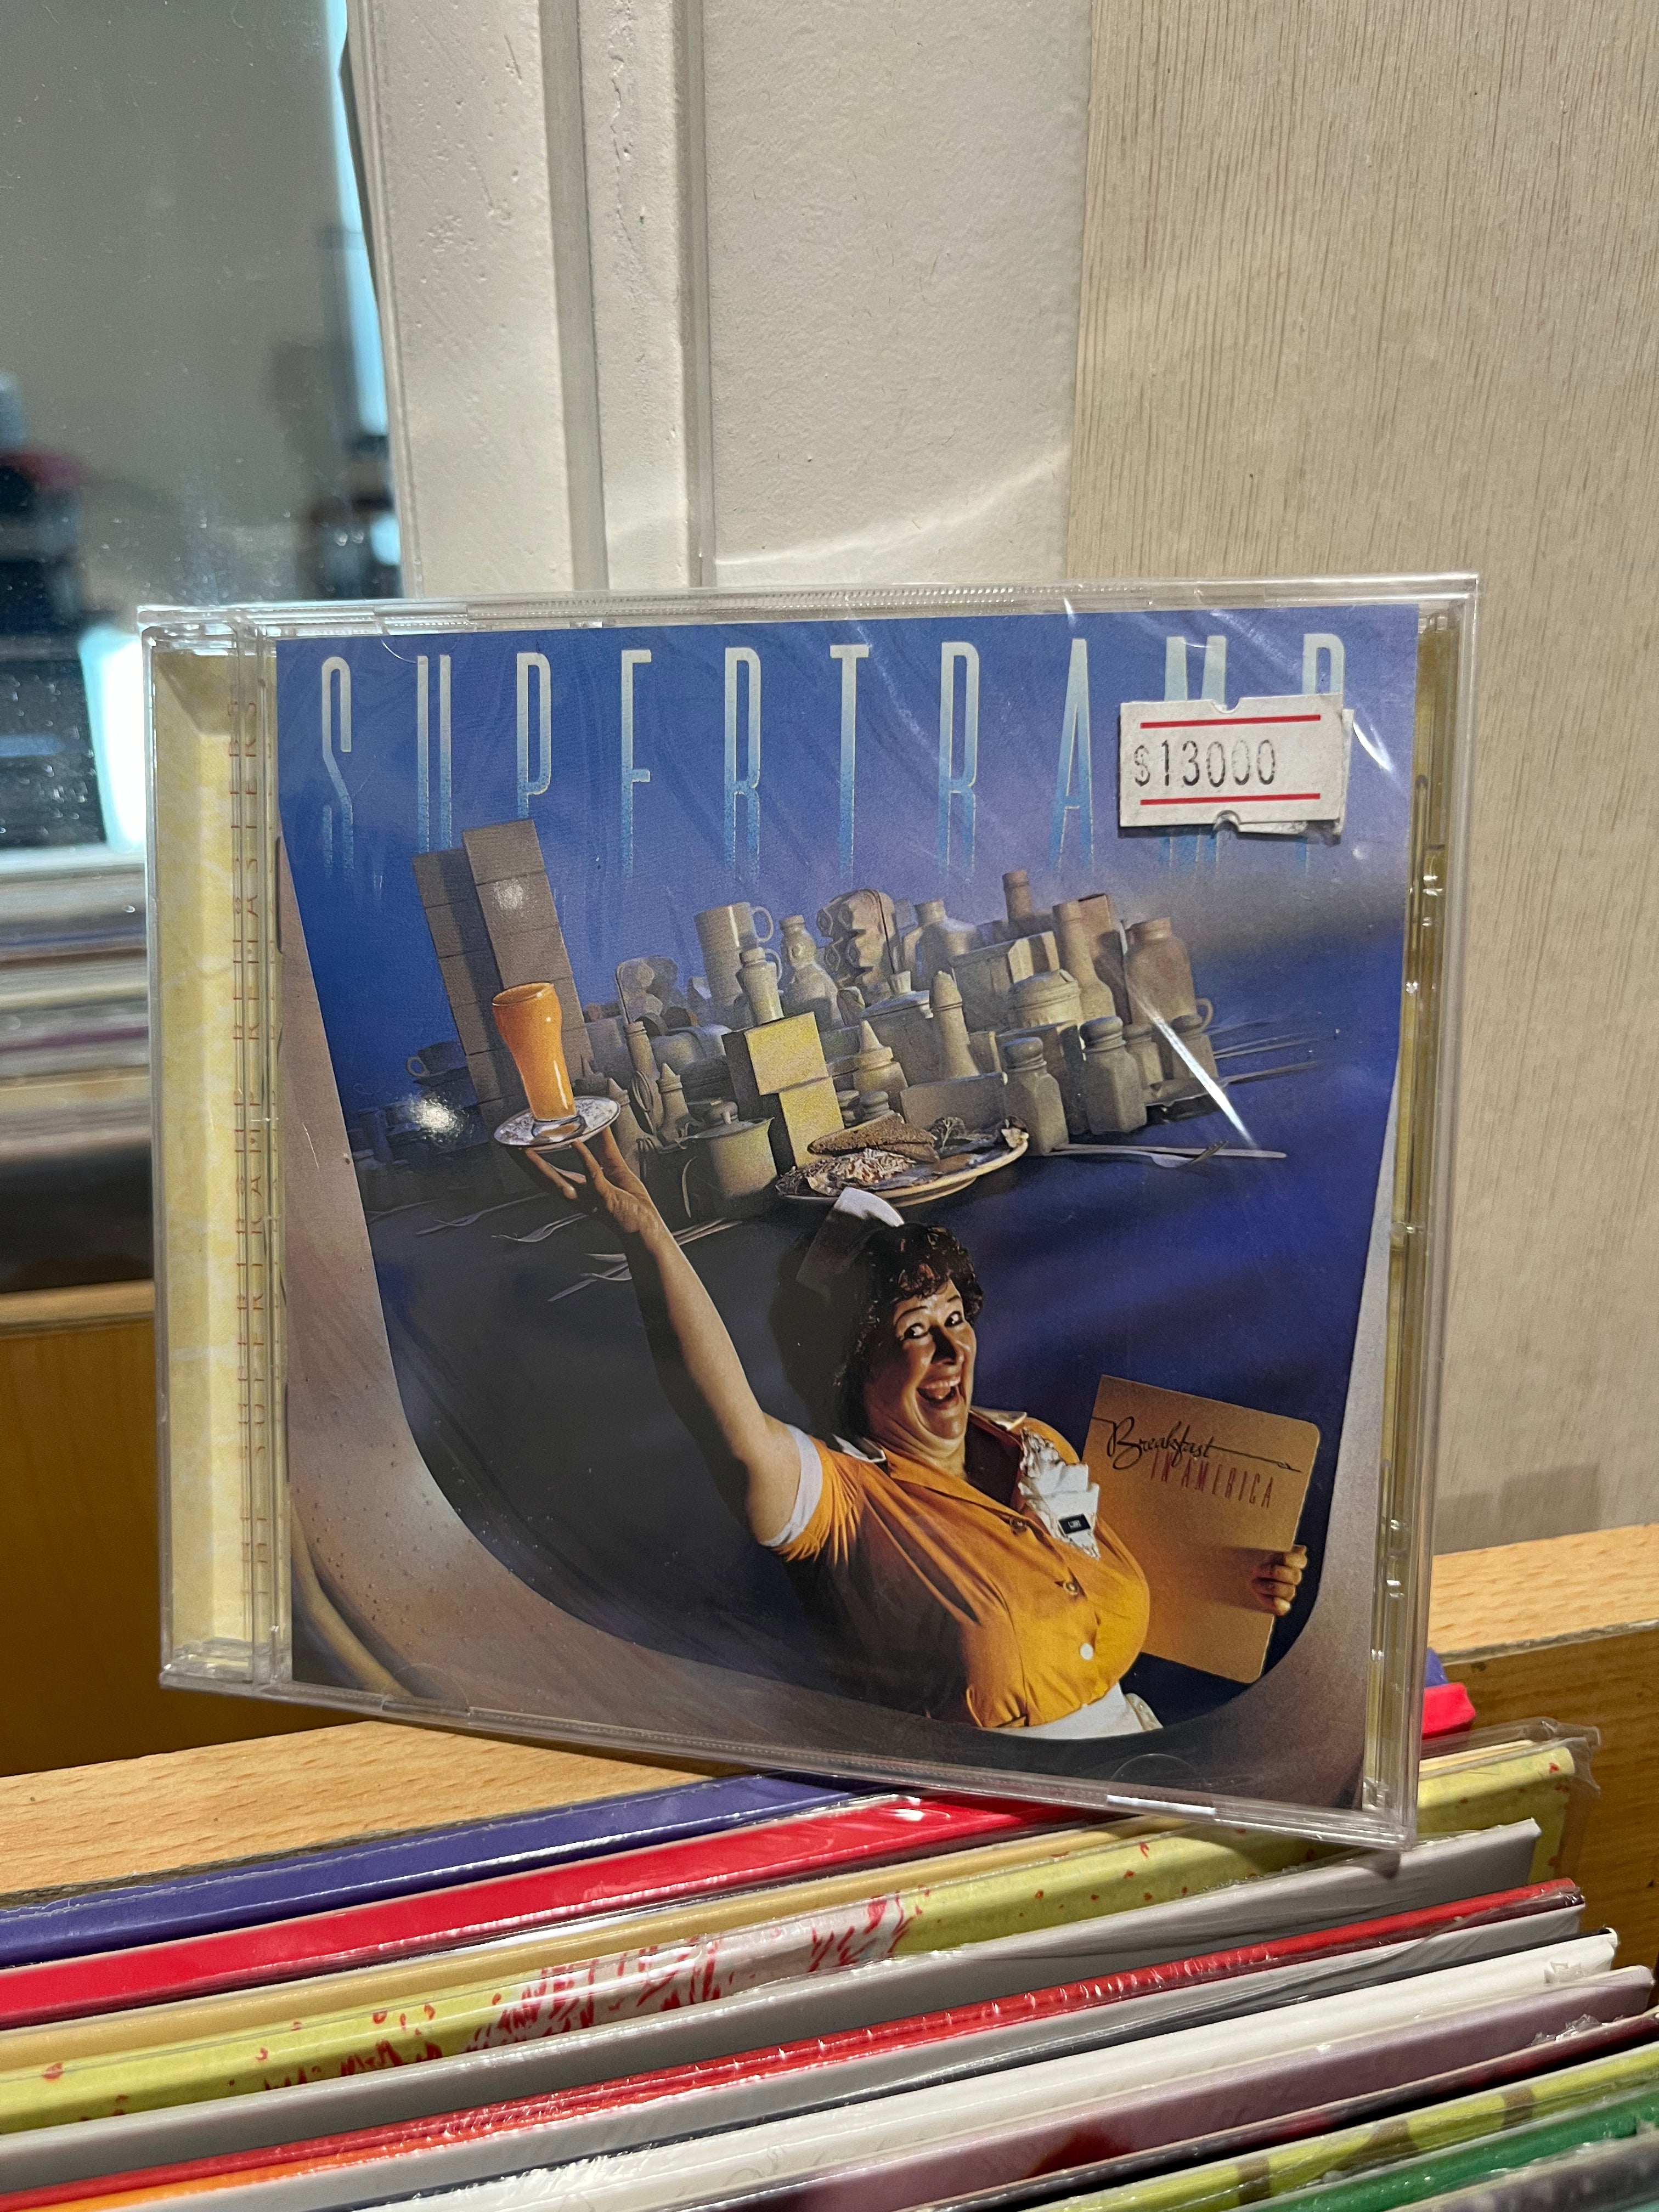 SUPERTRAMP
$13000
Breakfast
IN AMERICA
THE SUPERTRAMP REMASTERS